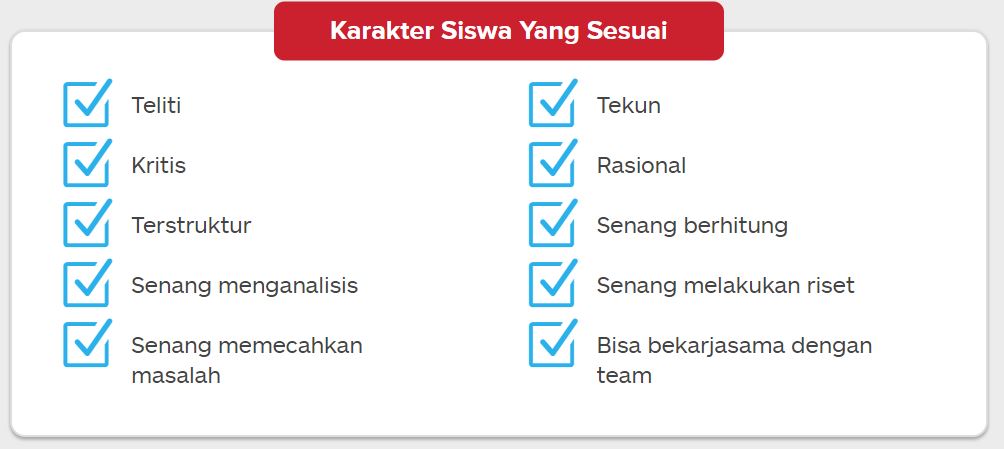 Karakter Siswa Yang Sesuai
Teliti
Kritis
Terstruktur
Senang menganalisis
Senang memecahkan
masalah
Tekun
Rasional
Senang berhitung
Senang melakukan riset
Bisa bekarjasama dengan
team